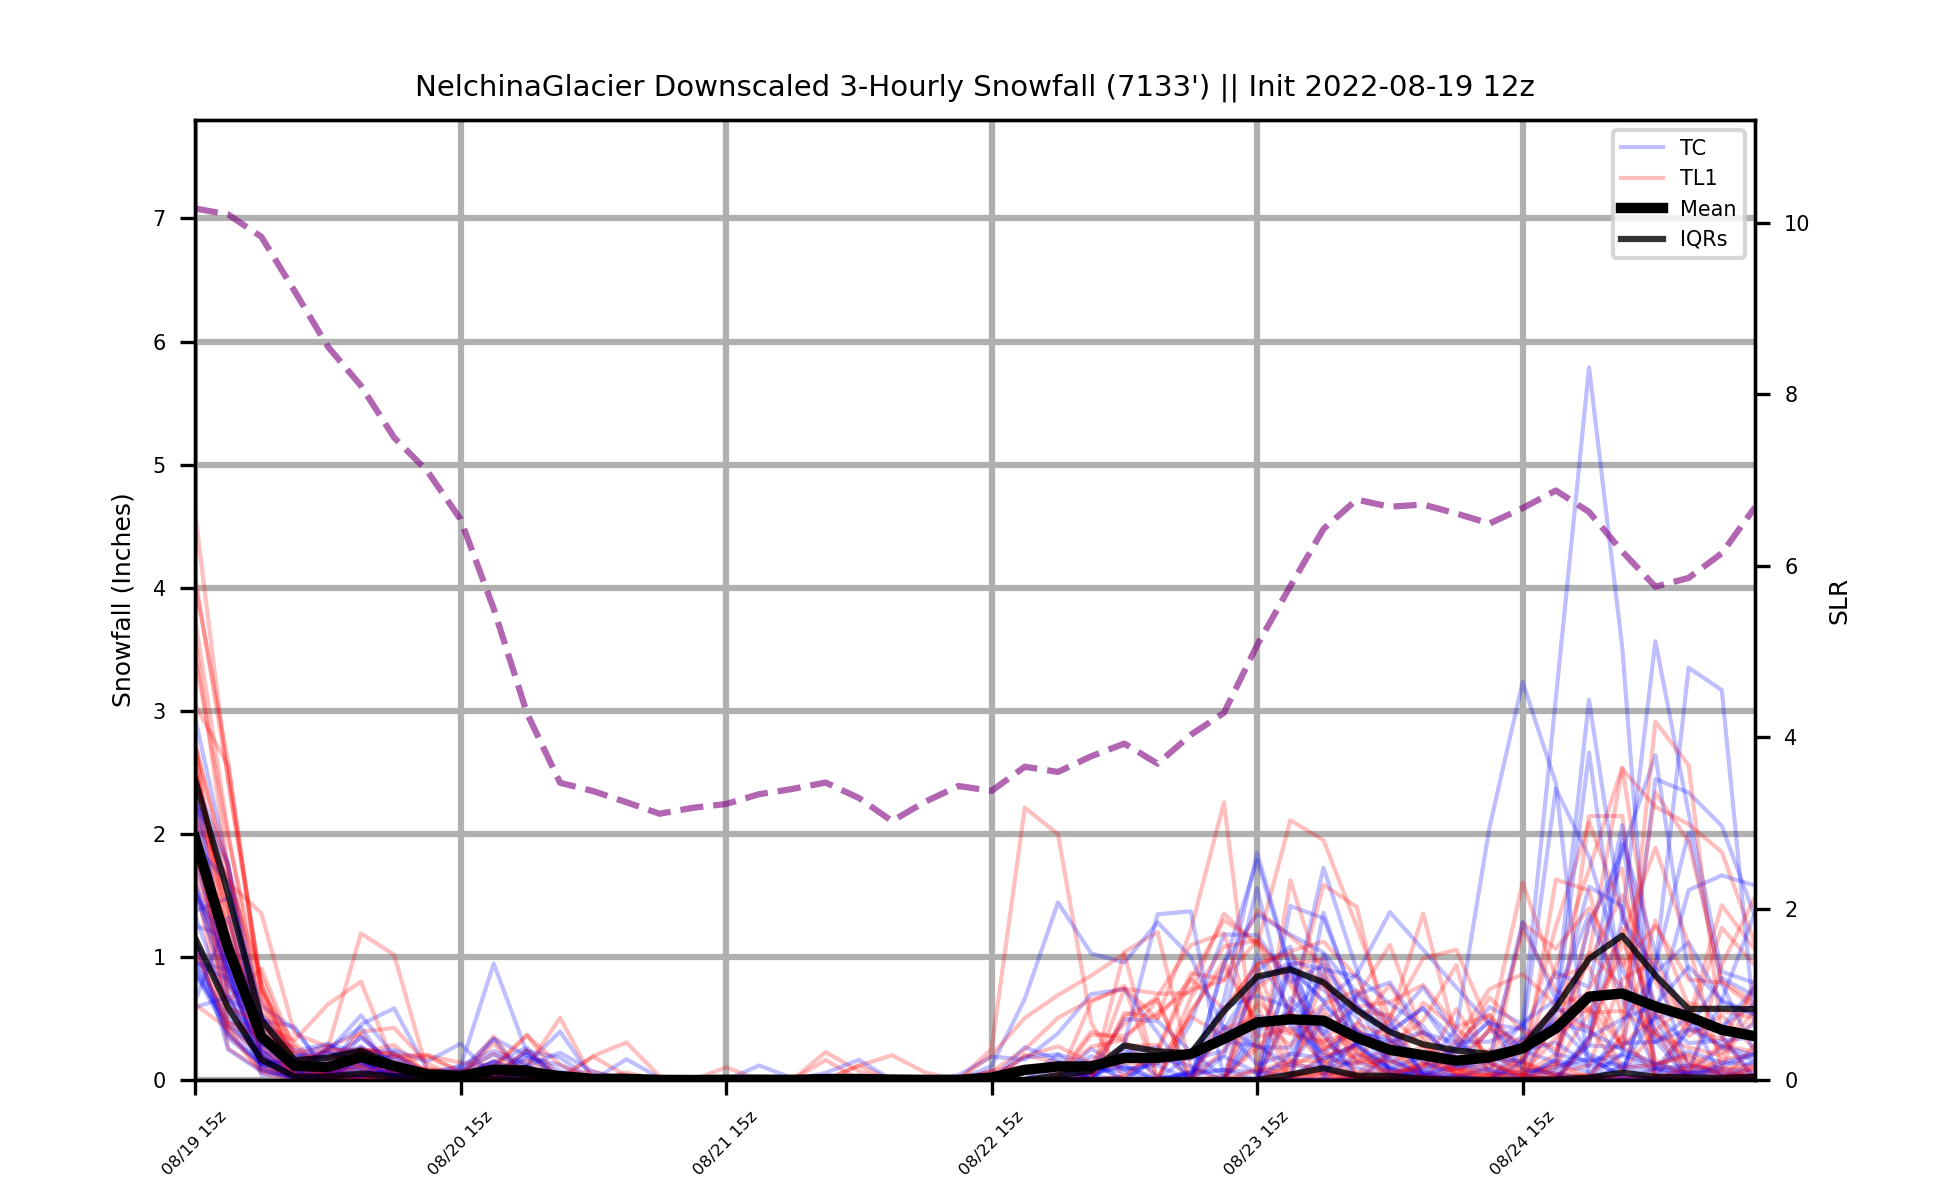 NelchinaGlacier Downscaled 3-Hourly Snowfall (7133') || Init 2022-08-19 12z
TC
TL1
Mean
IQRs
7
6
5
4
3
2
1
0
Snowfall (Inches)
10
8
6
4
2
0
SLR
08/19 15z
08/20 15z
08/21 15z
08/22 15z
08/23 15z
08/24 15z